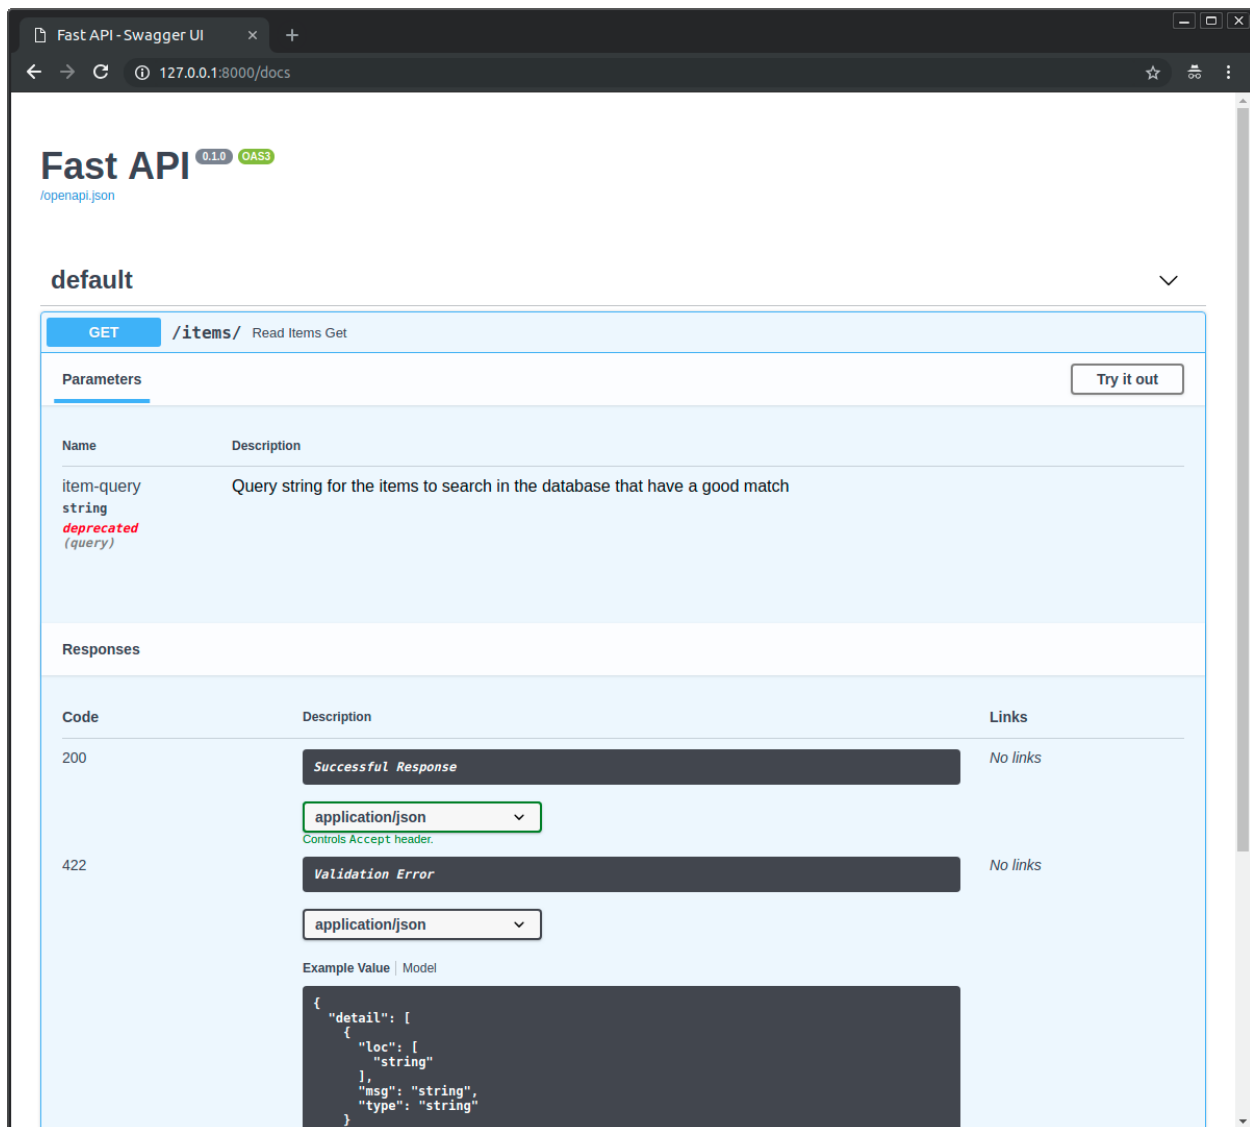 Fast API - Swagger UI
127.0.0.1:8000/docs
Fast API 0.1.0 OAS3
/openapi.json
default
GET /items/ Read Items Get
Parameters Try it out
Name Description
item-query Query string for the items to search in the database that have a good match
string
deprecated
(query)
Responses
Code Description Links
200 Successful Response No links
application/json
Controls Accept header.
422 Validation Error No links
application/json
Example Value Model
{
  "detail": [
    {
      "loc": [
        "string"
      ],
      "msg": "string",
      "type": "string"
    }